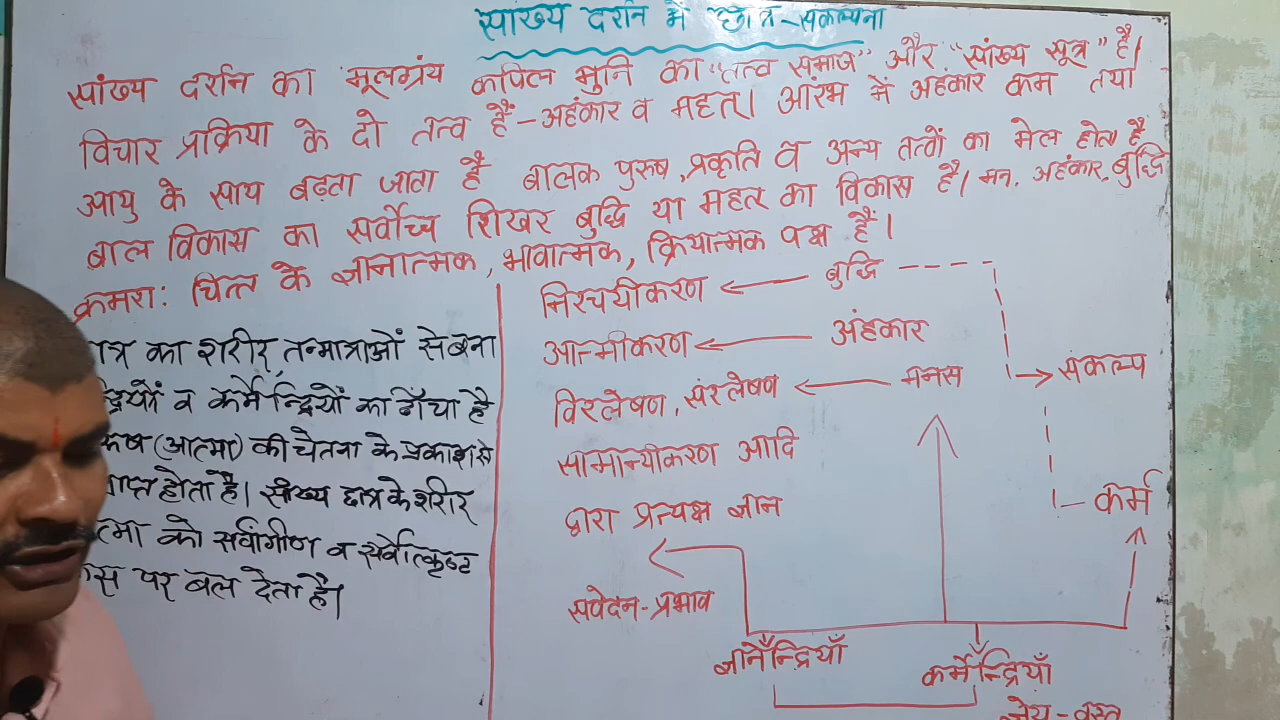 सांख्य दर्शन में छात्र-संकल्पना
सांख्य दर्शन का मूलग्रंथ कपिल मुनि का "तत्व समाज" और "सांख्य सूत्र" है।
विचार प्रक्रिया के दो तत्व हैं - अहंकार व महत्। आरंभ में अहंकार कम तथा
आयु के साथ बढ़ता जाता है बालक पुरुष, प्रकृति व अन्य तत्वों का मेल होता है
बाल विकास का सर्वोच्च शिखर बुद्धि या महत् का विकास है। मन, अहंकार, बुद्धि
क्रमशः चित्त के ज्ञानात्मक, भावात्मक, क्रियात्मक पक्ष हैं।
का शरीर, तन्मात्राओं से बना
व कर्मेन्द्रियों का ढाँचा है
(आत्मा) की चेतना के प्रकाश से
होता है। सांख्य छात्र के शरीर
को सर्वांगीण व सर्वोत्कृष्ट
पर बल देता है।
निश्चयीकरण ← बुद्धि
आत्मीकरण ← अंहकार
विश्लेषण, संश्लेषण ← मनस → संकल्प
सामान्यीकरण आदि
द्वारा प्रत्यक्ष ज्ञान
कर्म
संवेदन-प्रभाव
ज्ञानेन्द्रियाँ
कर्मेन्द्रियाँ
ज्ञेय-वस्तु